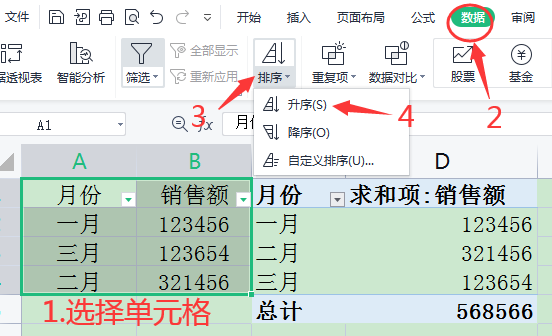 文件 开始 插入 页面布局 公式 数据 审阅
据透视表 智能分析 筛选 全部显示 重新应用 排序 重复项 数据对比 股票 基金
3
2
升序(S)
4
降序(O)
自定义排序(U)...
A1 fx 月份
A B D
月份 销售额 月份 求和项:销售额
一月 123456 一月 123456
三月 123654 二月 321456
二月 321456 三月 123654
1.选择单元格 总计 568566